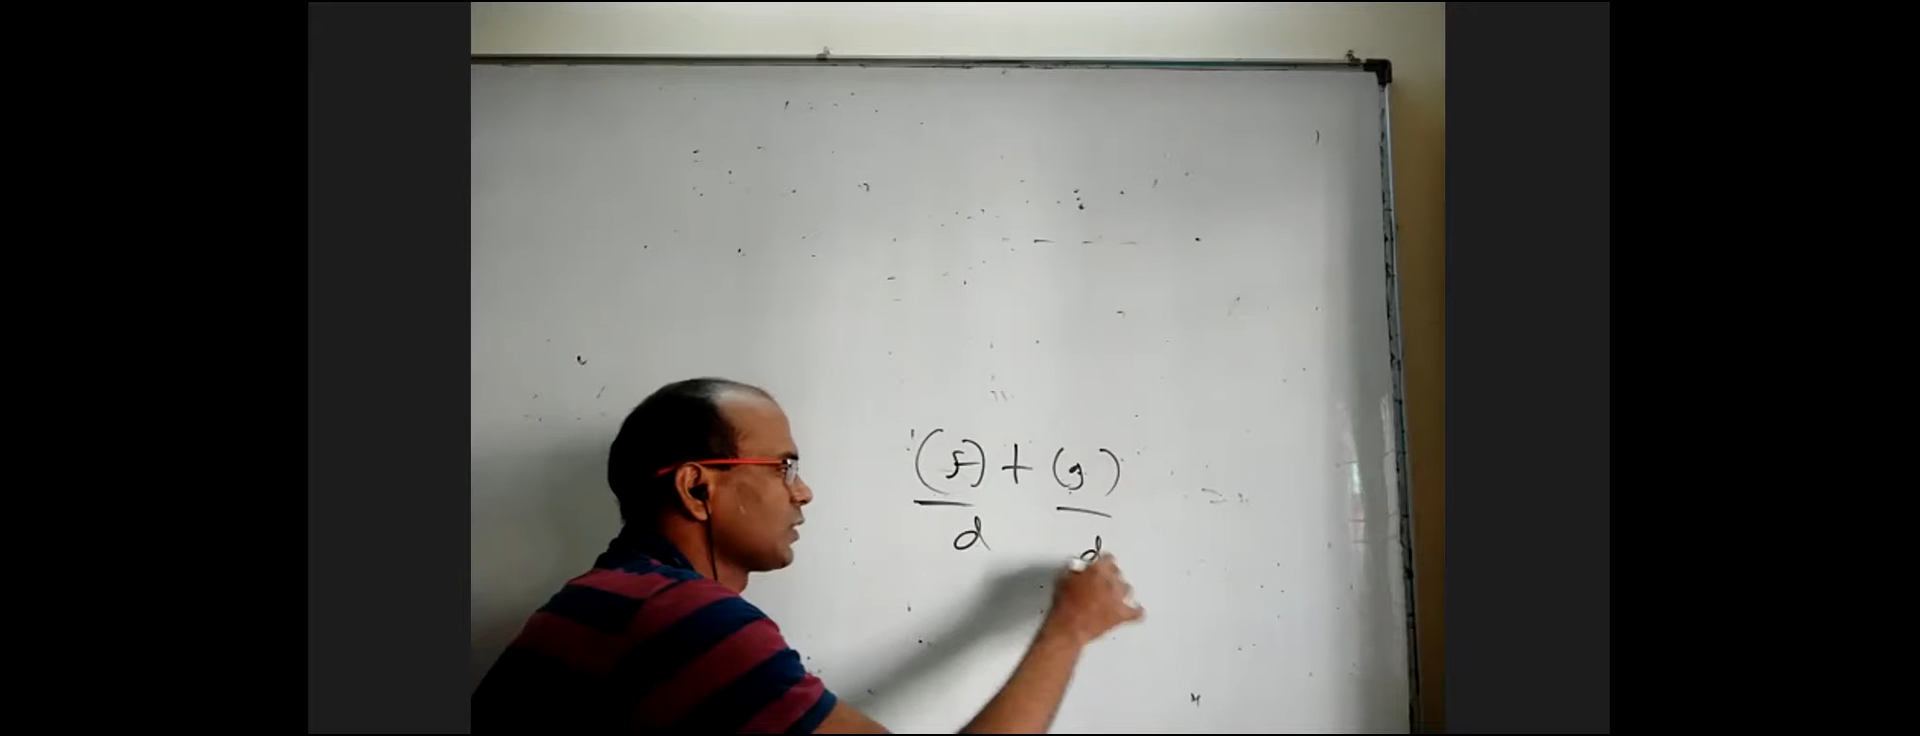 (f) + (g)
d d